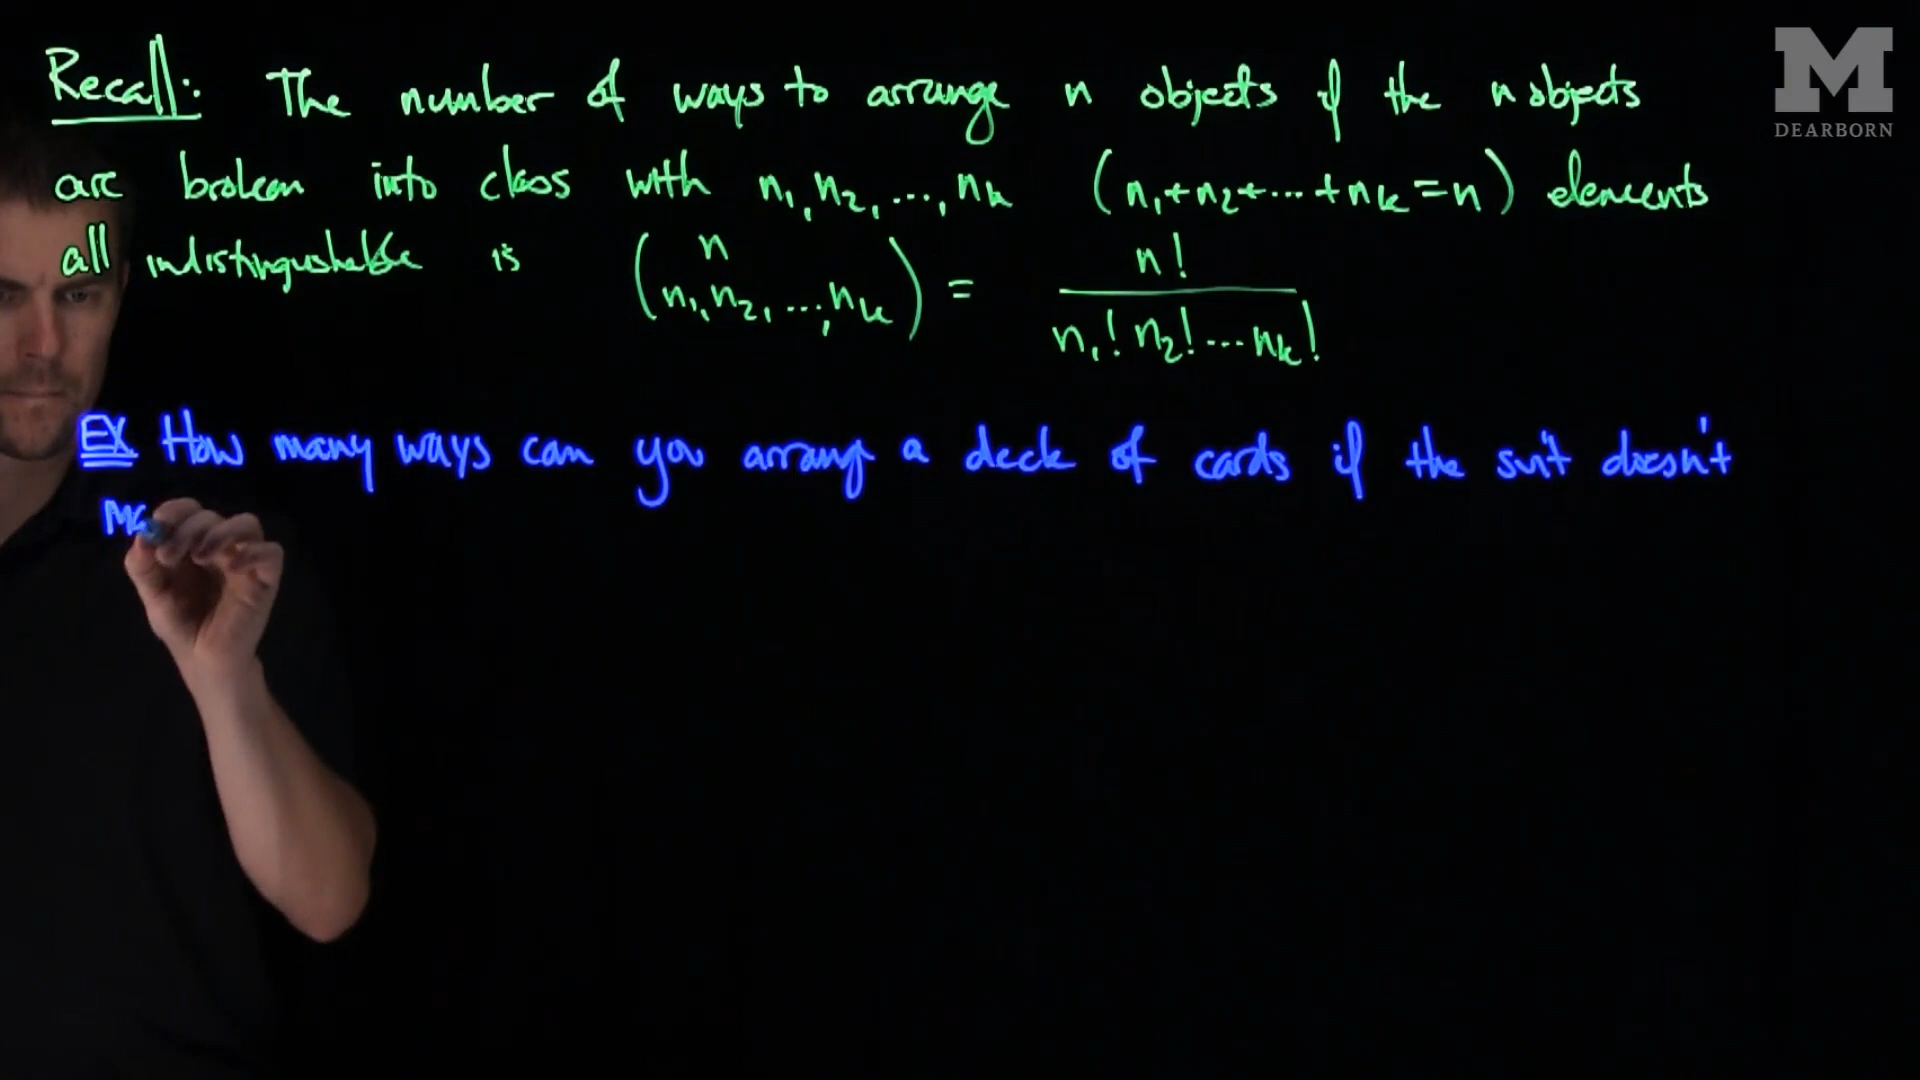 Recall: The number of ways to arrange n objects if the n objects
are broken into class with n₁, n₂, ..., nₖ (n₁+n₂+...+nₖ=n) elements
all indistinguishable is (n / n₁, n₂, ..., nₖ) = n! / n₁! n₂! ... nₖ!
EX How many ways can you arrange a deck of cards if the suit doesn't
Ma
M
DEARBORN